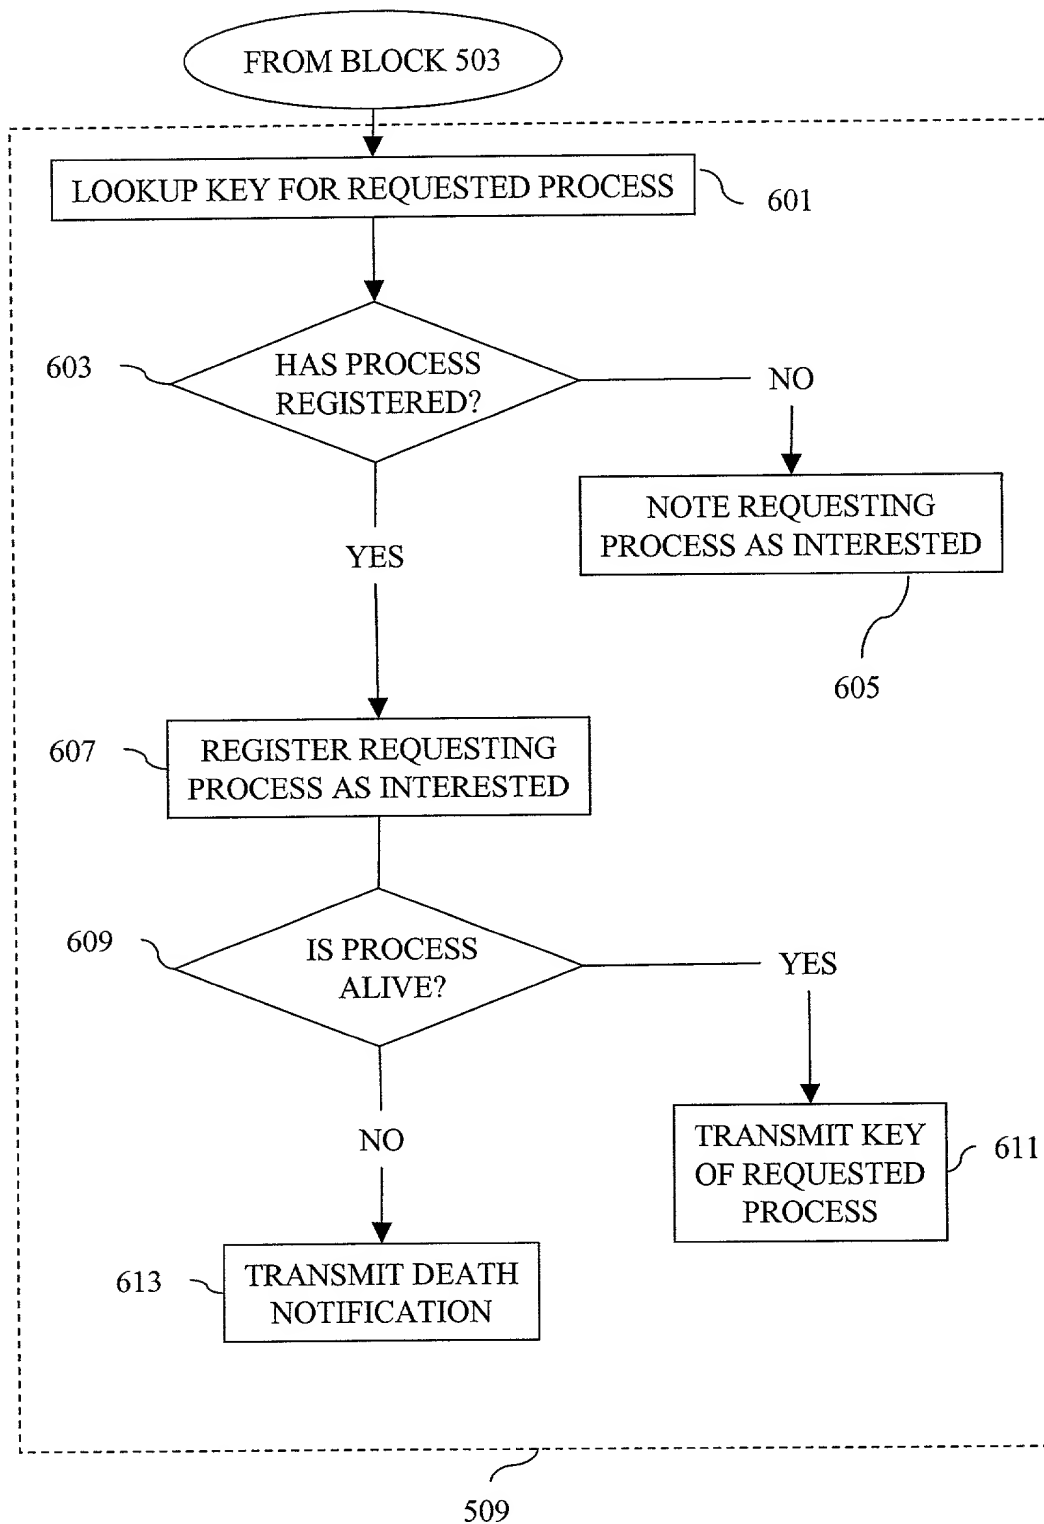 FROM BLOCK 503
LOOKUP KEY FOR REQUESTED PROCESS
601
603
HAS PROCESS
REGISTERED?
NO
NOTE REQUESTING
PROCESS AS INTERESTED
YES
605
607
REGISTER REQUESTING
PROCESS AS INTERESTED
609
IS PROCESS
ALIVE?
YES
NO
TRANSMIT KEY
OF REQUESTED
PROCESS
611
613
TRANSMIT DEATH
NOTIFICATION
509